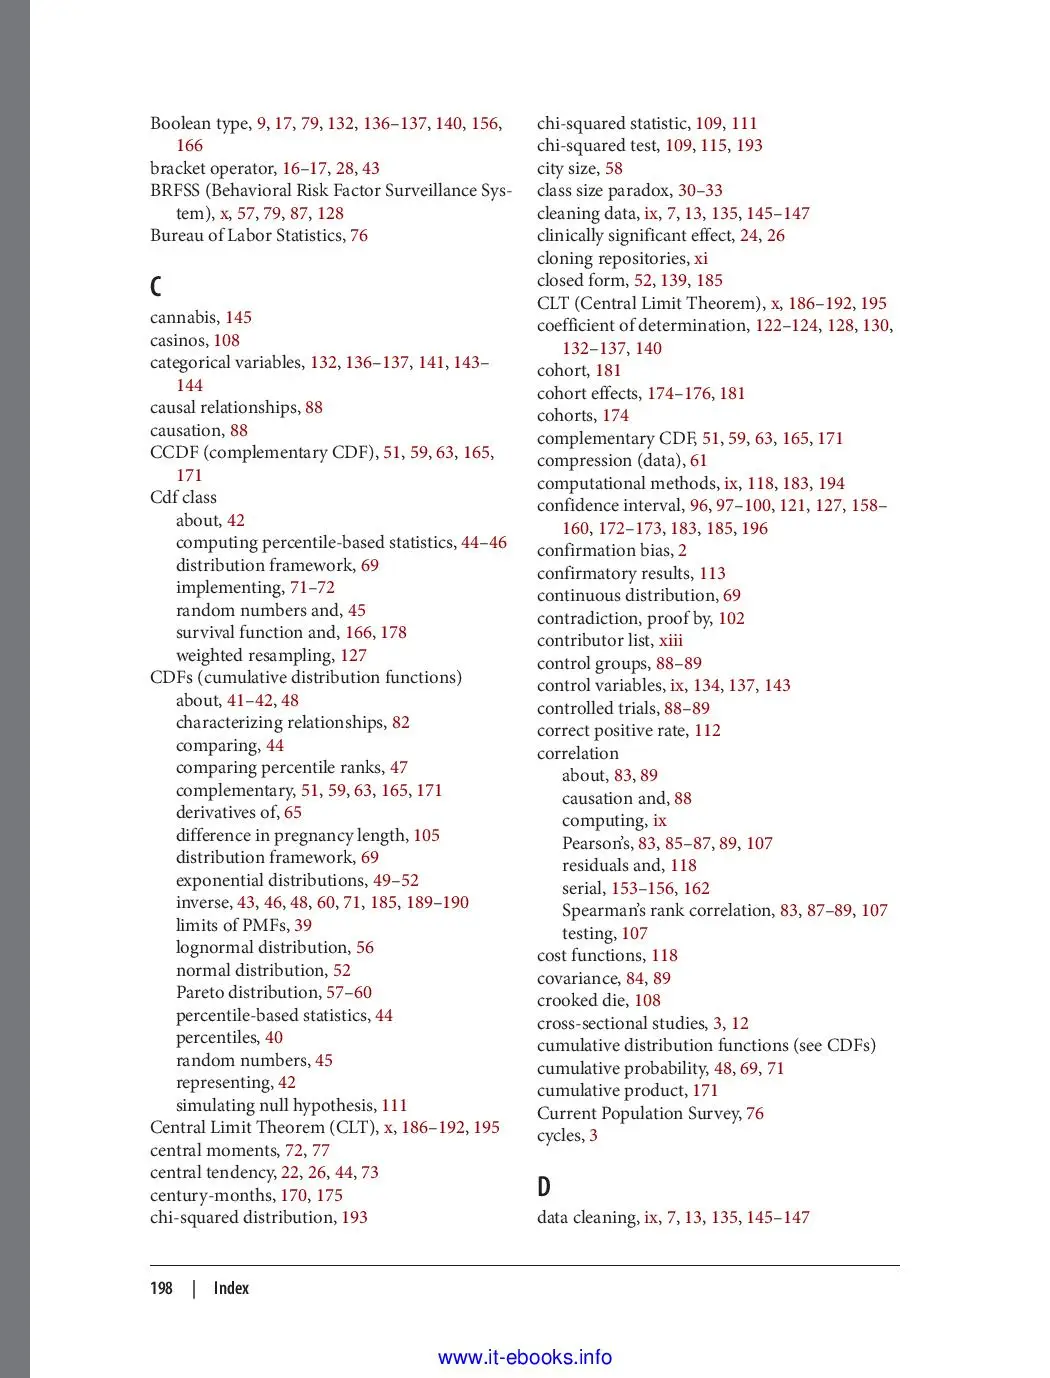 Boolean type, 9, 17, 79, 132, 136–137, 140, 156,
166
bracket operator, 16–17, 28, 43
BRFSS (Behavioral Risk Factor Surveillance Sys-
tem), x, 57, 79, 87, 128
Bureau of Labor Statistics, 76
C
cannabis, 145
casinos, 108
categorical variables, 132, 136–137, 141, 143–
144
causal relationships, 88
causation, 88
CCDF (complementary CDF), 51, 59, 63, 165,
171
Cdf class
about, 42
computing percentile-based statistics, 44–46
distribution framework, 69
implementing, 71–72
random numbers and, 45
survival function and, 166, 178
weighted resampling, 127
CDFs (cumulative distribution functions)
about, 41–42, 48
characterizing relationships, 82
comparing, 44
comparing percentile ranks, 47
complementary, 51, 59, 63, 165, 171
derivatives of, 65
difference in pregnancy length, 105
distribution framework, 69
exponential distributions, 49–52
inverse, 43, 46, 48, 60, 71, 185, 189–190
limits of PMFs, 39
lognormal distribution, 56
normal distribution, 52
Pareto distribution, 57–60
percentile-based statistics, 44
percentiles, 40
random numbers, 45
representing, 42
simulating null hypothesis, 111
Central Limit Theorem (CLT), x, 186–192, 195
central moments, 72, 77
central tendency, 22, 26, 44, 73
century-months, 170, 175
chi-squared distribution, 193
chi-squared statistic, 109, 111
chi-squared test, 109, 115, 193
city size, 58
class size paradox, 30–33
cleaning data, ix, 7, 13, 135, 145–147
clinically significant effect, 24, 26
cloning repositories, xi
closed form, 52, 139, 185
CLT (Central Limit Theorem), x, 186–192, 195
coefficient of determination, 122–124, 128, 130,
132–137, 140
cohort, 181
cohort effects, 174–176, 181
cohorts, 174
complementary CDF, 51, 59, 63, 165, 171
compression (data), 61
computational methods, ix, 118, 183, 194
confidence interval, 96, 97–100, 121, 127, 158–
160, 172–173, 183, 185, 196
confirmation bias, 2
confirmatory results, 113
continuous distribution, 69
contradiction, proof by, 102
contributor list, xiii
control groups, 88–89
control variables, ix, 134, 137, 143
controlled trials, 88–89
correct positive rate, 112
correlation
about, 83, 89
causation and, 88
computing, ix
Pearson’s, 83, 85–87, 89, 107
residuals and, 118
serial, 153–156, 162
Spearman’s rank correlation, 83, 87–89, 107
testing, 107
cost functions, 118
covariance, 84, 89
crooked die, 108
cross-sectional studies, 3, 12
cumulative distribution functions (see CDFs)
cumulative probability, 48, 69, 71
cumulative product, 171
Current Population Survey, 76
cycles, 3
D
data cleaning, ix, 7, 13, 135, 145–147
198 | Index
www.it-ebooks.info